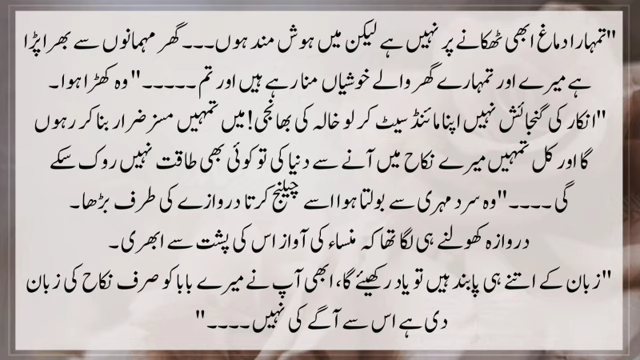 "تمہارا دماغ ابھی ٹھکانے پر نہیں ہے لیکن میں ہوش مند ہوں۔۔۔گھر مہمانوں سے بھرا پڑا
ہے میرے اور تمہارے گھر والے خوشیاں منا رہے ہیں اور تم۔۔۔۔۔" وہ کھڑا ہوا۔
"انکار کی گنجائش نہیں اپنا مائنڈ سیٹ کر لو خالہ کی بھانجی! میں تمہیں مسز ضرار بنا کر رہوں
گا اور کل تمہیں میرے نکاح میں آنے سے دنیا کی تو کوئی بھی طاقت نہیں روک سکے
گی۔۔۔۔" وہ سرد مہری سے بولتا ہوا اسے چیلنج کرتا دروازے کی طرف بڑھا۔
دروازہ کھولنے ہی لگا تھا کہ منساء کی آواز اس کی پشت سے ابھری۔
"زبان کے اتنے ہی پابند ہیں تو یاد رکھیئے گا، ابھی آپ نے میرے بابا کو صرف نکاح کی زبان
دی ہے اس سے آگے کی نہیں۔۔۔۔"